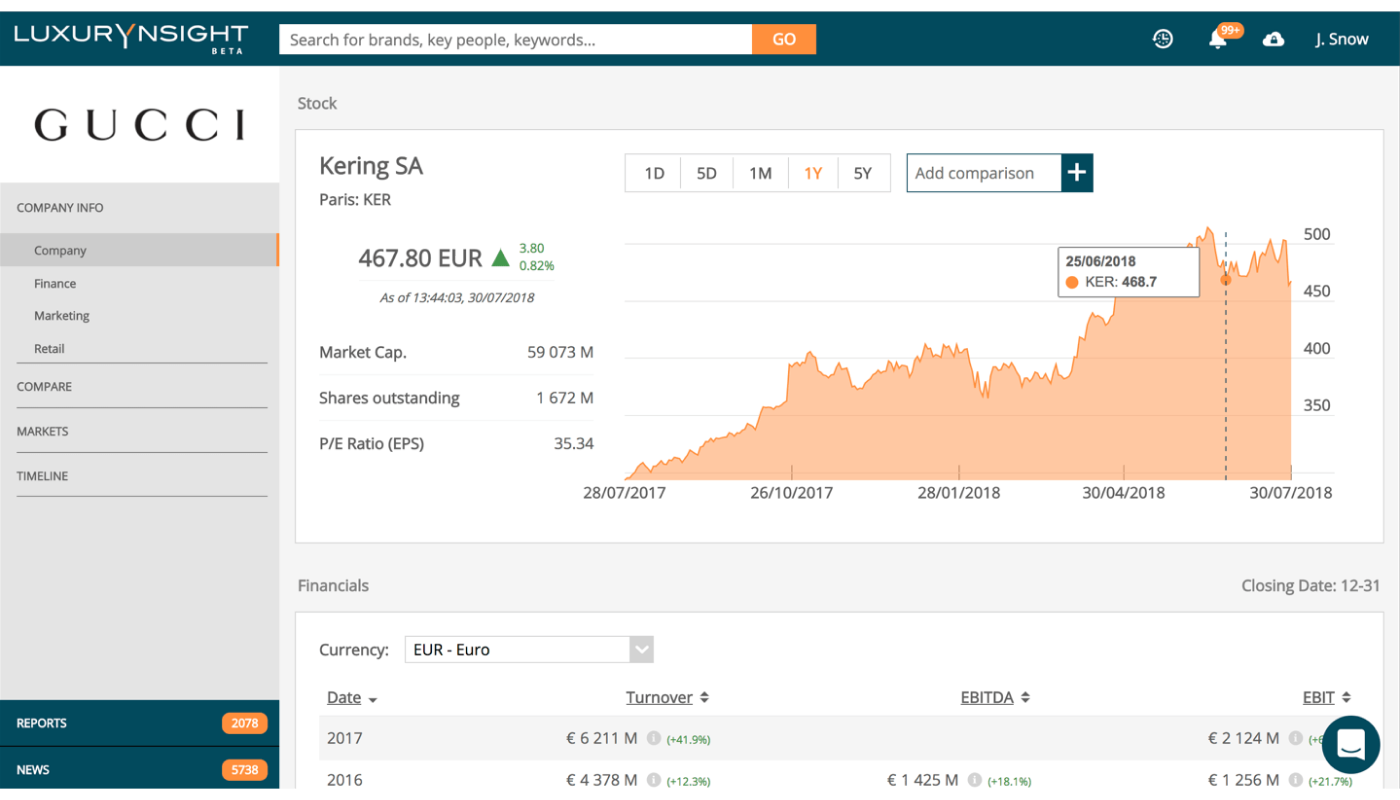 LUXURYNSIGHT
BETA
Search for brands, key people, keywords...
GO
99+
J. Snow
GUCCI
COMPANY INFO
Company
Finance
Marketing
Retail
COMPARE
MARKETS
TIMELINE
REPORTS 2078
NEWS 5738
Stock
Kering SA
Paris: KER
1D 5D 1M 1Y 5Y
Add comparison +
467.80 EUR
3.80
0.82%
As of 13:44:03, 30/07/2018
Market Cap. 59 073 M
Shares outstanding 1 672 M
P/E Ratio (EPS) 35.34
25/06/2018
KER: 468.7
500
450
400
350
28/07/2017 26/10/2017 28/01/2018 30/04/2018 30/07/2018
Financials
Closing Date: 12-31
Currency: EUR - Euro
Date Turnover EBITDA EBIT
2017 € 6 211 M (+41.9%) € 2 124 M
2016 € 4 378 M (+12.3%) € 1 425 M (+18.1%) € 1 256 M (+21.7%)